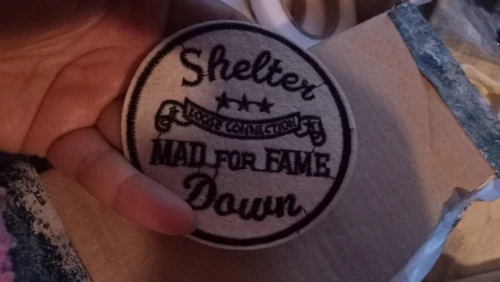 Shelter
LOOSE CONNECTION
MAD FOR FAME
Down